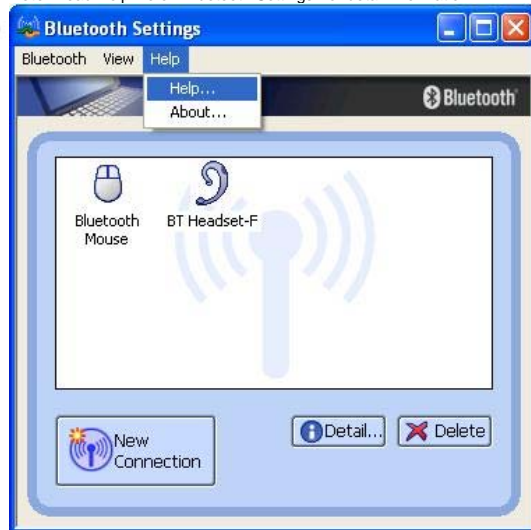 Bluetooth Settings
Bluetooth View Help
Help...
About...
Bluetooth
Bluetooth
Mouse
BT Headset-F
New
Connection
Detail...
Delete